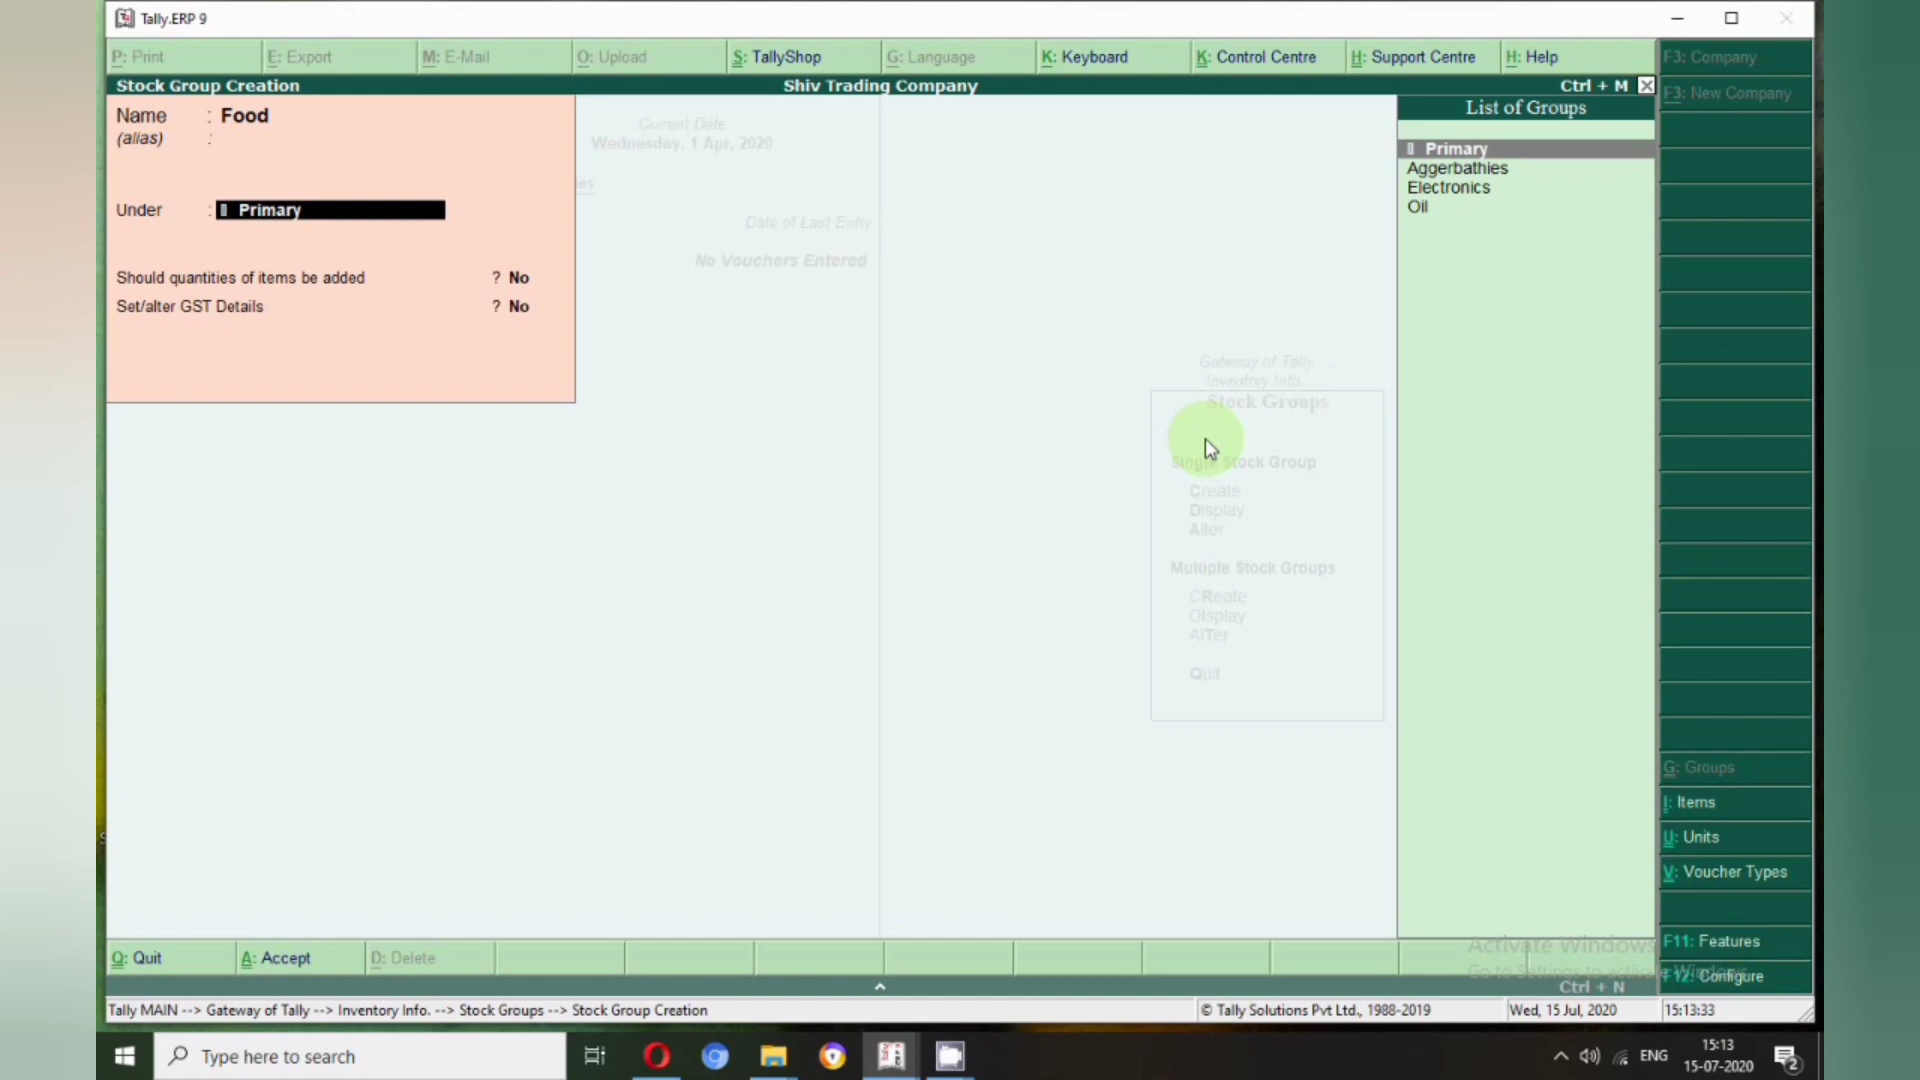 Tally.ERP 9
P: Print E: Export M: E-Mail O: Upload S: TallyShop G: Language K: Keyboard K: Control Centre H: Support Centre H: Help F3: Company
Stock Group Creation Shiv Trading Company Ctrl + M
F3: New Company
Name : Food
(alias) :
Under : Primary
Should quantities of items be added ? No
Set/alter GST Details ? No
Current Date
Wednesday, 1 Apr, 2020
Date of Last Entry
No Vouchers Entered
Gateway of Tally ...
Inventory Info. ...
Stock Groups
Single Stock Group
Create
Display
Alter
Multiple Stock Groups
CReate
DIsplay
AlTer
Quit
List of Groups
Primary
Aggerbathies
Electronics
Oil
G: Groups
I: Items
U: Units
V: Voucher Types
F11: Features
F12: Configure
Activate Windows
Q: Quit A: Accept D: Delete
Ctrl + N
Tally MAIN --> Gateway of Tally --> Inventory Info. --> Stock Groups --> Stock Group Creation © Tally Solutions Pvt Ltd., 1988-2019 Wed, 15 Jul, 2020 15:13:33
Type here to search ENG 15:13
15-07-2020
2